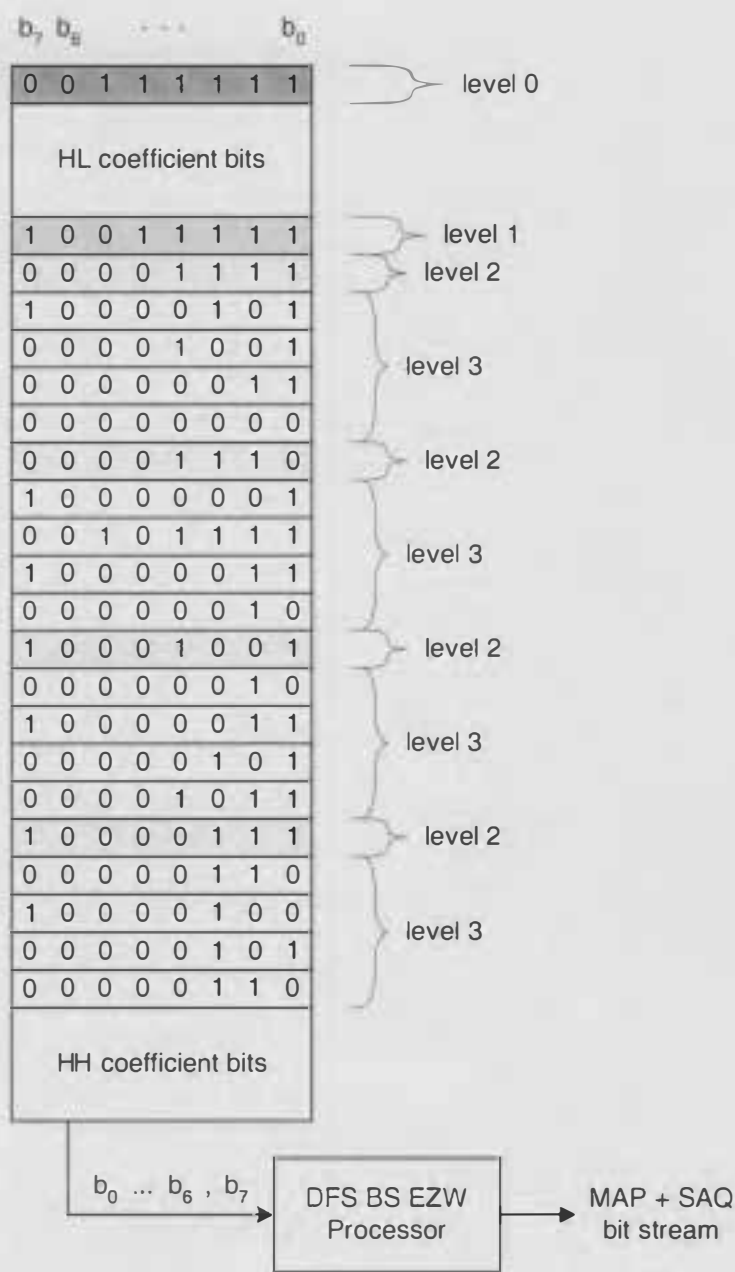 b₇ b₆ ... b₀
0 0 1 1 1 1 1 1 level 0
HL coefficient bits
1 0 0 1 1 1 1 1 level 1
0 0 0 0 1 1 1 1 level 2
1 0 0 0 0 1 0 1
0 0 0 0 1 0 0 1
level 3
0 0 0 0 0 0 1 1
0 0 0 0 0 0 0 0
0 0 0 0 1 1 1 0 level 2
1 0 0 0 0 0 0 1
0 0 1 0 1 1 1 1
level 3
1 0 0 0 0 0 1 1
0 0 0 0 0 0 1 0
1 0 0 0 1 0 0 1 level 2
0 0 0 0 0 0 1 0
1 0 0 0 0 0 1 1
level 3
0 0 0 0 0 1 0 1
0 0 0 0 1 0 1 1
1 0 0 0 0 1 1 1 level 2
0 0 0 0 0 1 1 0
1 0 0 0 0 1 0 0
level 3
0 0 0 0 0 1 0 1
0 0 0 0 0 1 1 0
HH coefficient bits
b₀ ... b₆ , b₇
DFS BS EZW
Processor
MAP + SAQ
bit stream